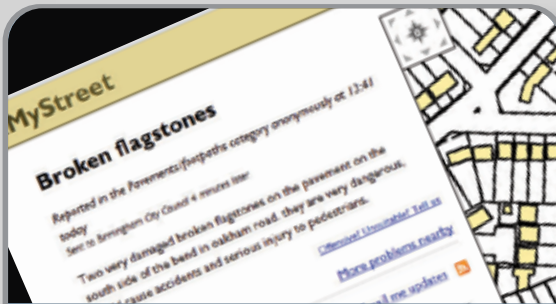 MyStreet
Broken flagstones
Reported in the Pavements/footpaths category anonymously at 12:41
today
Sent to Birmingham City Council 4 minutes later
Two very damaged broken flagstones on the pavement on the
south side of the bend in oakham road. they are very dangerous.
cause accidents and serious injury to pedestrians.
Offensive? Unsuitable? Tell us
More problems nearby
me updates